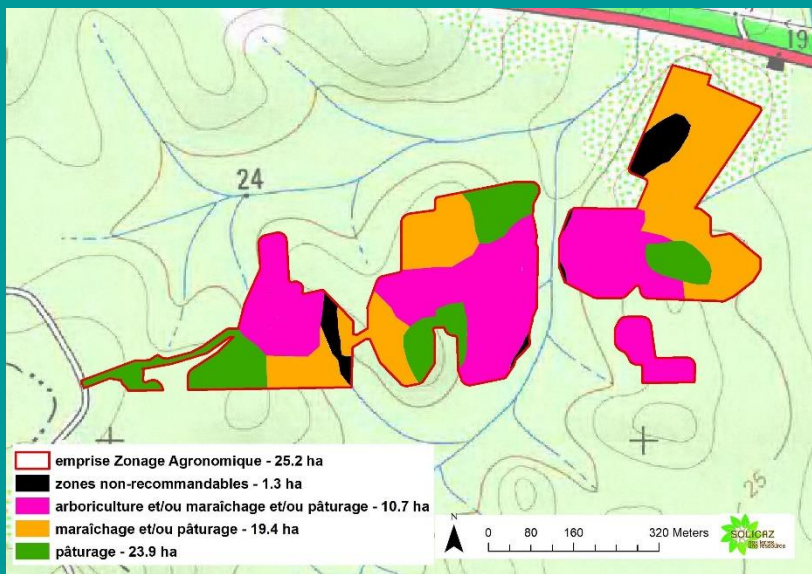 19
24
25
emprise Zonage Agronomique - 25.2 ha
zones non-recommandables - 1.3 ha
arboriculture et/ou maraîchage et/ou pâturage - 10.7 ha
maraîchage et/ou pâturage - 19.4 ha
pâturage - 23.9 ha
N
0 80 160 320 Meters
SOLICAZ